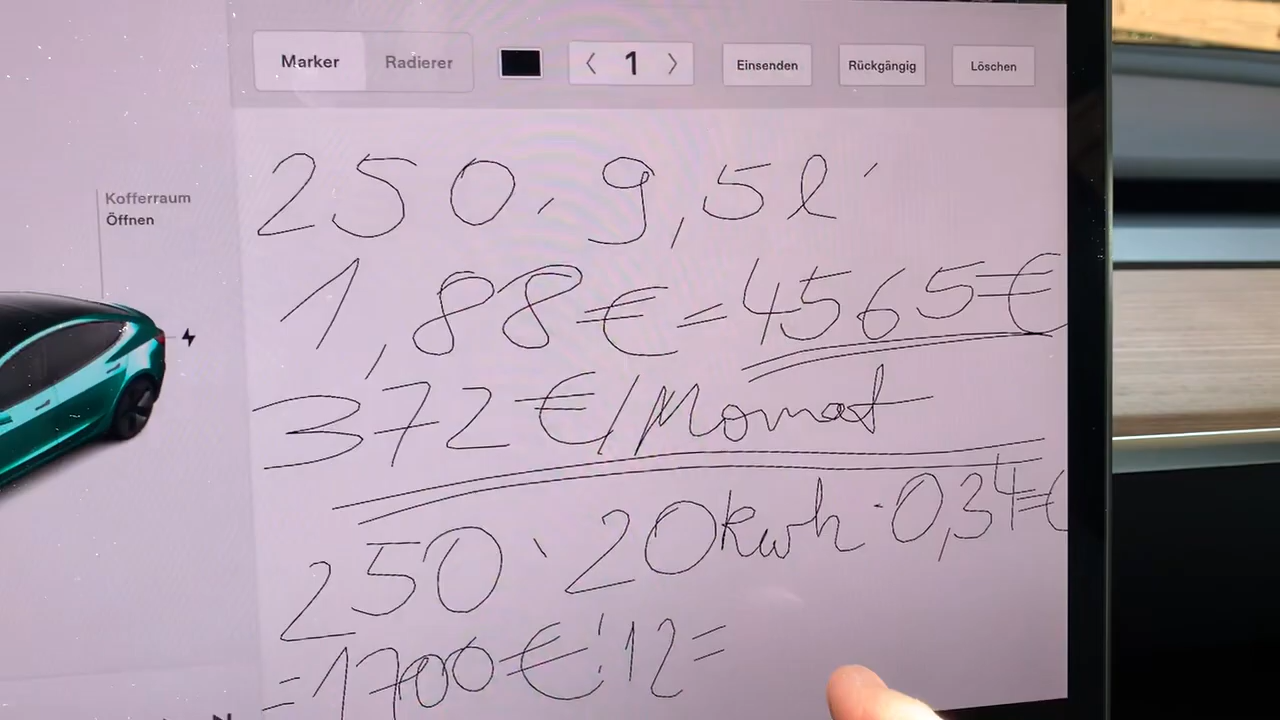 Marker Radierer 1 Einsenden Rückgängig Löschen
Kofferraum
Öffnen
250 · 9,5l ·
1,88€ = 4565€
372€/Monat
250 · 20kwh · 0,34€
=1700€:12=